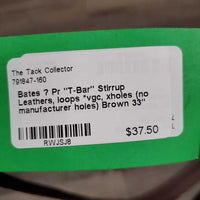 The Tack Collector
791847-160
Bates ? Pr "T-Bar" Stirrup
Leathers, loops *vgc, xholes (no
manufacturer holes) Brown 33"
$37.50
RWJSJ8